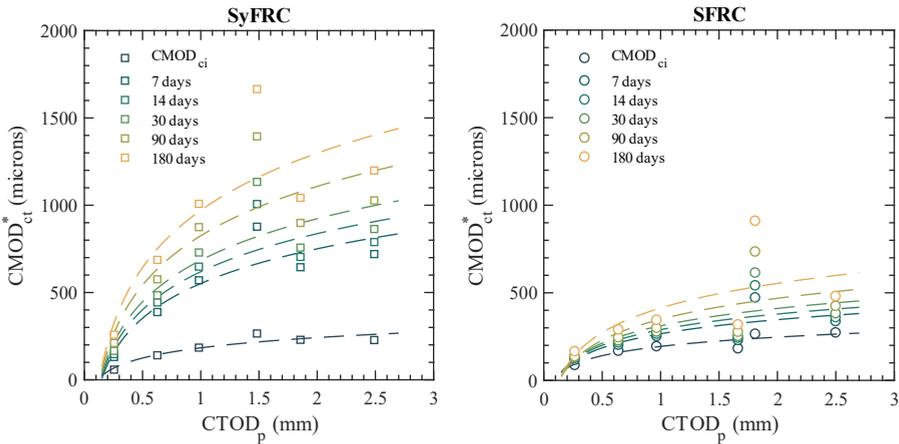 SyFRC
2000
1500
1000
500
0
CMOD*ct (microns)
CMODci
7 days
14 days
30 days
90 days
180 days
0 0.5 1 1.5 2 2.5 3
CTODp (mm)
SFRC
2000
1500
1000
500
0
CMOD*ct (microns)
CMODci
7 days
14 days
30 days
90 days
180 days
0 0.5 1 1.5 2 2.5 3
CTODp (mm)